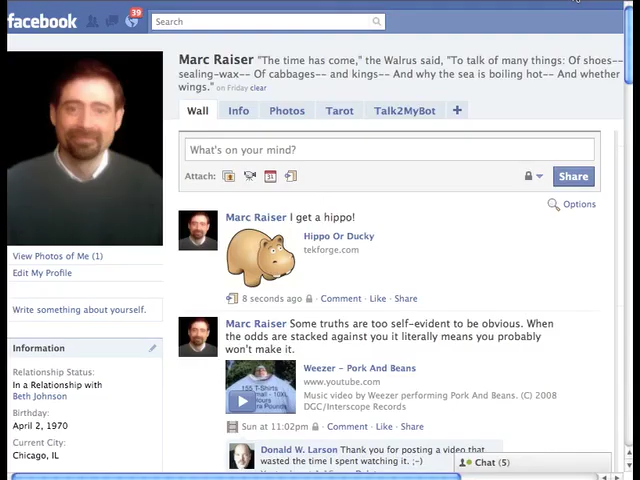 39
facebook
Search
Marc Raiser "The time has come," the Walrus said, "To talk of many things: Of shoes--
sealing-wax-- Of cabbages-- and kings-- And why the sea is boiling hot-- And whether
wings." on Friday clear
Wall Info Photos Tarot Talk2MyBot +
What's on your mind?
Attach: 31 Share
Options
Marc Raiser I get a hippo!
Hippo Or Ducky
tekforge.com
8 seconds ago · Comment · Like · Share
View Photos of Me (1)
Edit My Profile
Write something about yourself.
Information
Relationship Status:
In a Relationship with
Beth Johnson
Birthday:
April 2, 1970
Current City:
Chicago, IL
Marc Raiser Some truths are too self-evident to be obvious. When
the odds are stacked against you it literally means you probably
won't make it.
155 T-Shirts
Weezer - Pork And Beans
www.youtube.com
Music video by Weezer performing Pork And Beans. (C) 2008
DGC/Interscope Records
Sun at 11:02pm · Comment · Like · Share
Donald W. Larson Thank you for posting a video that
wasted the time I spent watching it. ;-)
Chat (5)